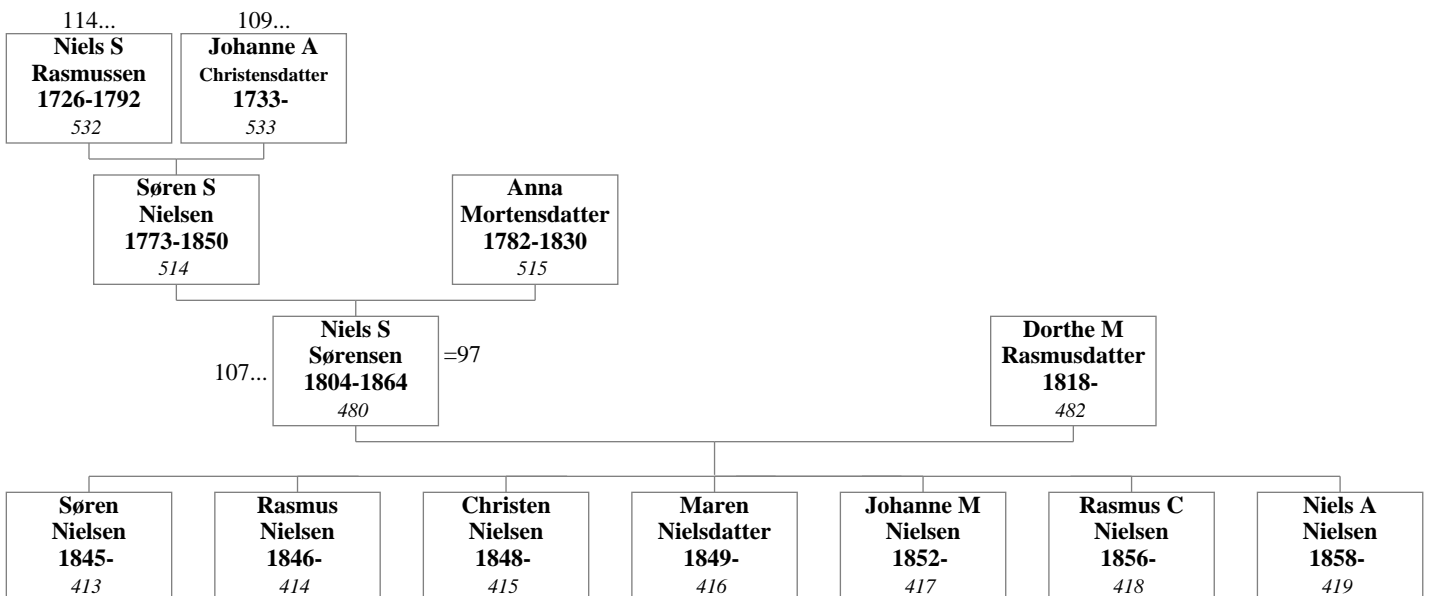 114...
109...
Niels S
Rasmussen
1726-1792
532
Johanne A
Christensdatter
1733-
533
Søren S
Nielsen
1773-1850
514
Anna
Mortensdatter
1782-1830
515
107...
Niels S
Sørensen
1804-1864
480
=97
Dorthe M
Rasmusdatter
1818-
482
Søren
Nielsen
1845-
413
Rasmus
Nielsen
1846-
414
Christen
Nielsen
1848-
415
Maren
Nielsdatter
1849-
416
Johanne M
Nielsen
1852-
417
Rasmus C
Nielsen
1856-
418
Niels A
Nielsen
1858-
419